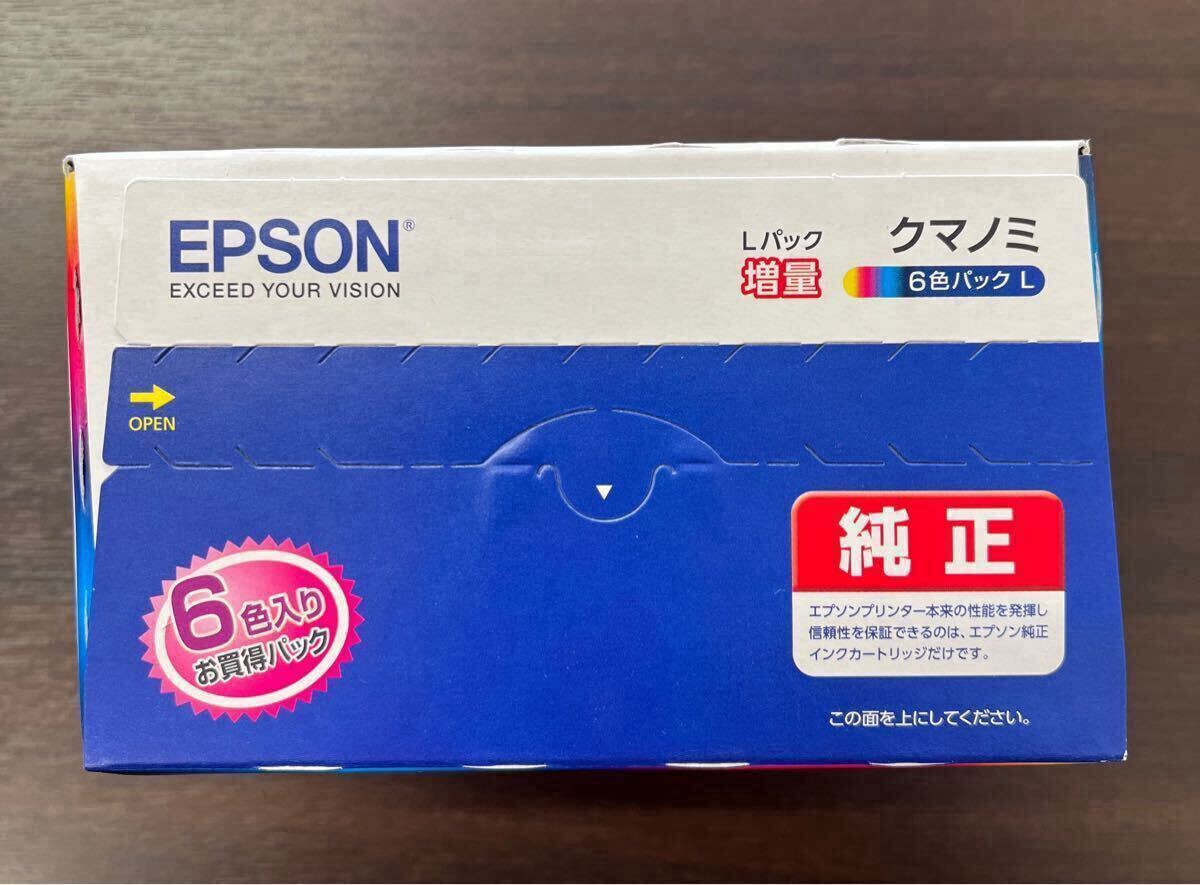 EPSON®
EXCEED YOUR VISION
Lパック
増量
クマノミ
6色パック L
OPEN
6色入り
お買得パック
純正
エプソンプリンター本来の性能を発揮し
信頼性を保証できるのは、エプソン純正
インクカートリッジだけです。
この面を上にしてください。